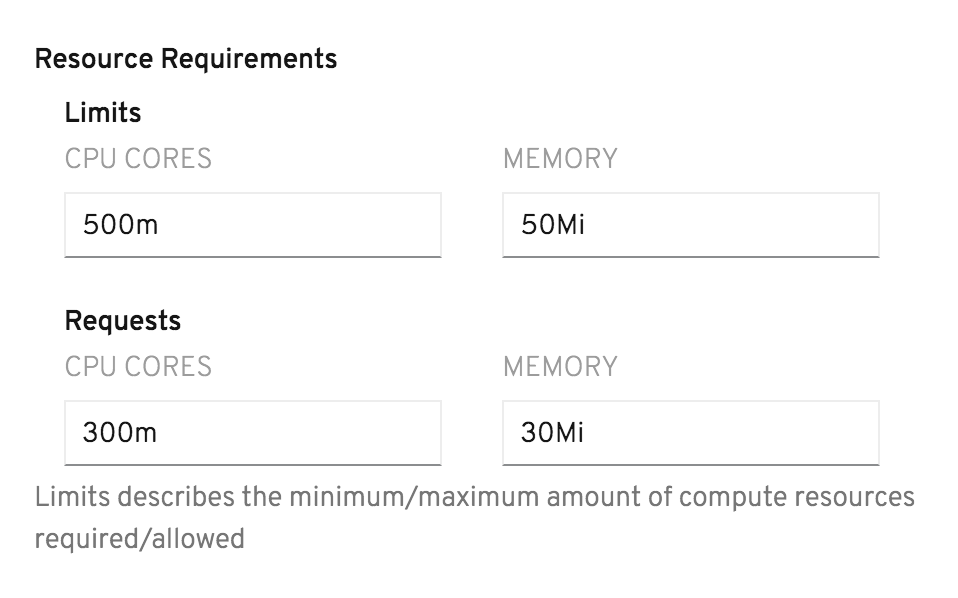 Resource Requirements
Limits
CPU CORES MEMORY
500m 50Mi
Requests
CPU CORES MEMORY
300m 30Mi
Limits describes the minimum/maximum amount of compute resources
required/allowed